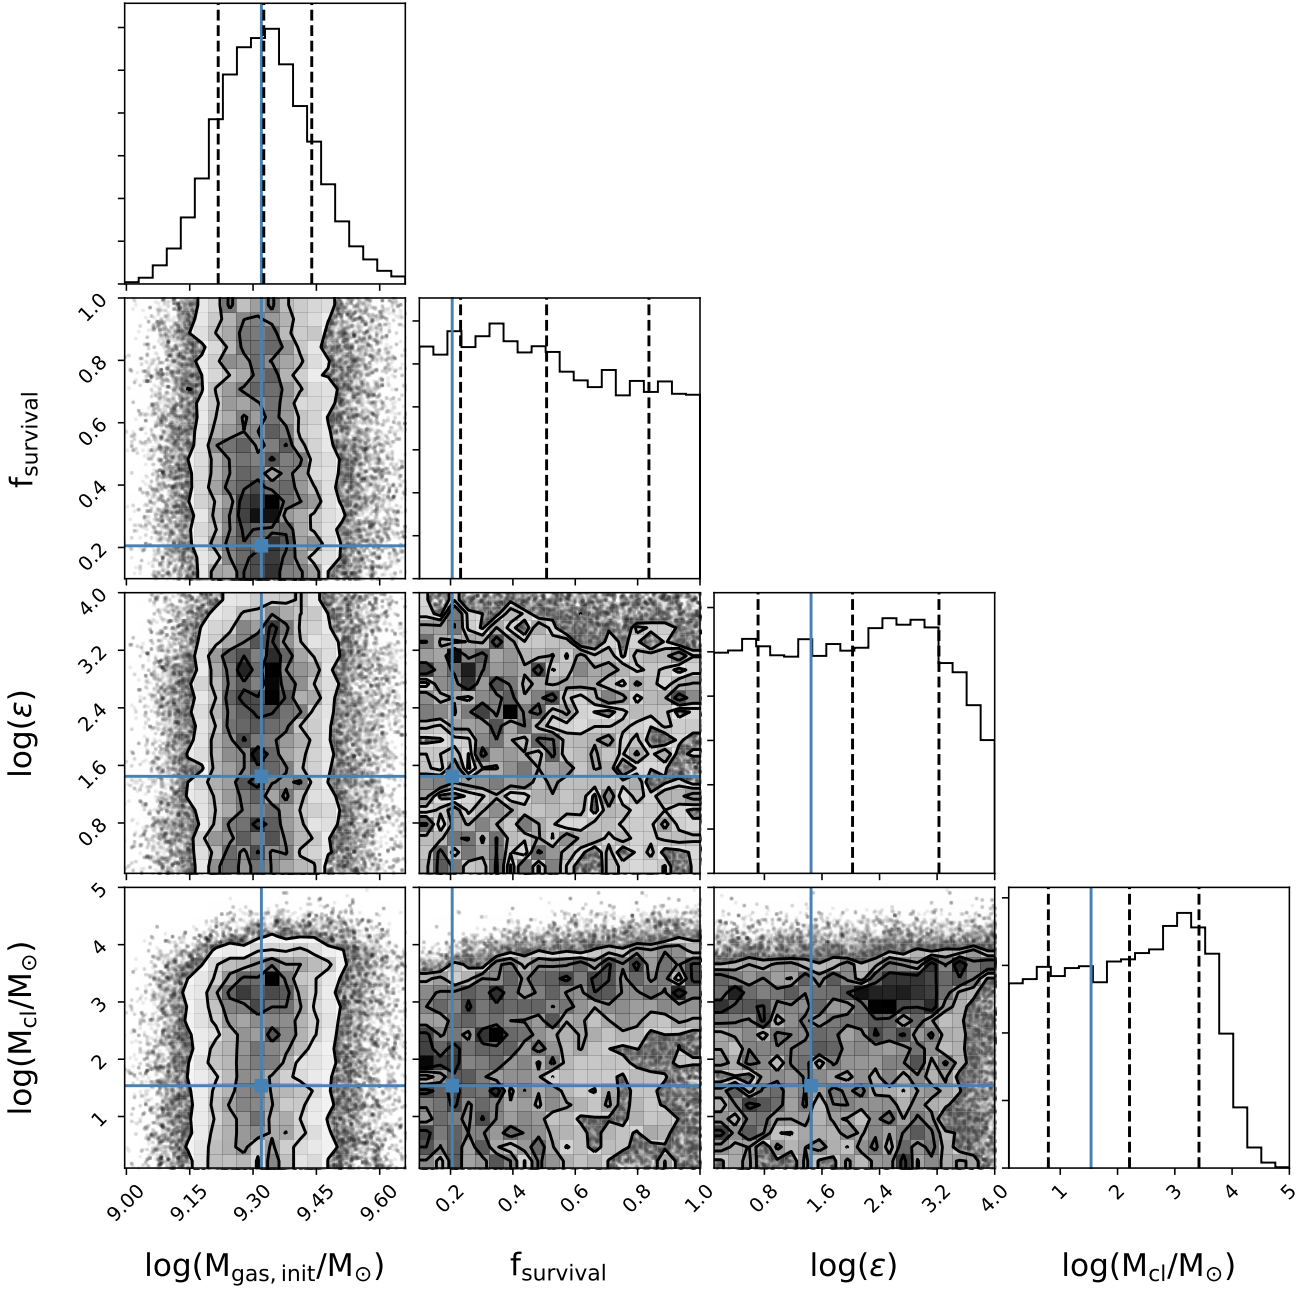 1.0
0.8
0.6
0.4
0.2
f_survival
4.0
3.2
2.4
1.6
0.8
log(ε)
5
4
3
2
1
log(M_cl/M_⊙)
9.00 9.15 9.30 9.45 9.60
0.2 0.4 0.6 0.8 1.0
0.8 1.6 2.4 3.2 4.0
1 2 3 4 5
log(M_gas, init/M_⊙)
f_survival
log(ε)
log(M_cl/M_⊙)